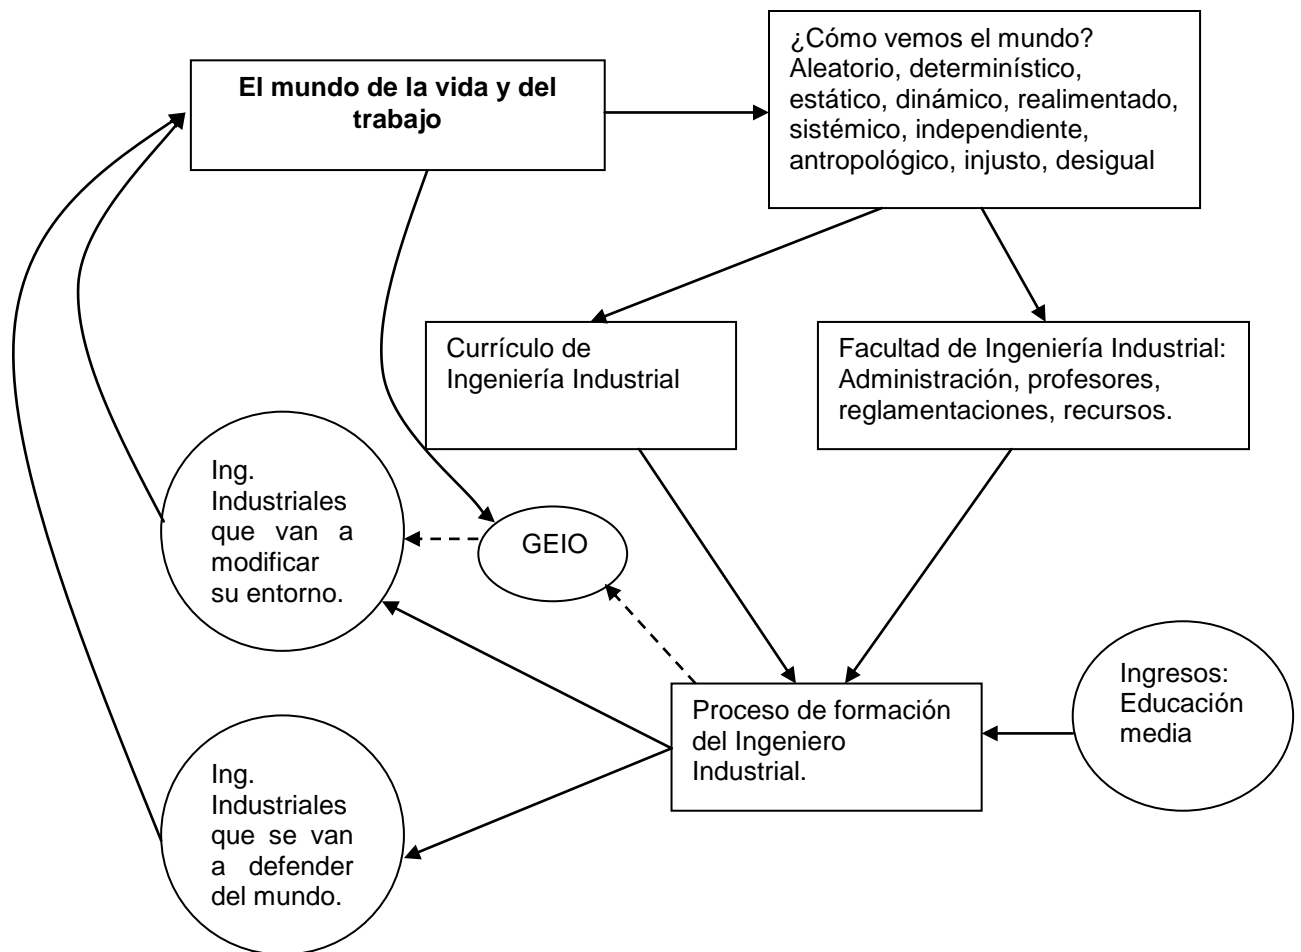 El mundo de la vida y del
trabajo
¿Cómo vemos el mundo?
Aleatorio, determinístico,
estático, dinámico, realimentado,
sistémico, independiente,
antropológico, injusto, desigual
Currículo de
Ingeniería Industrial
Facultad de Ingeniería Industrial:
Administración, profesores,
reglamentaciones, recursos.
Ing.
Industriales
que van a
modificar
su entorno.
GEIO
Proceso de formación
del Ingeniero
Industrial.
Ingresos:
Educación
media
Ing.
Industriales
que se van
a defender
del mundo.